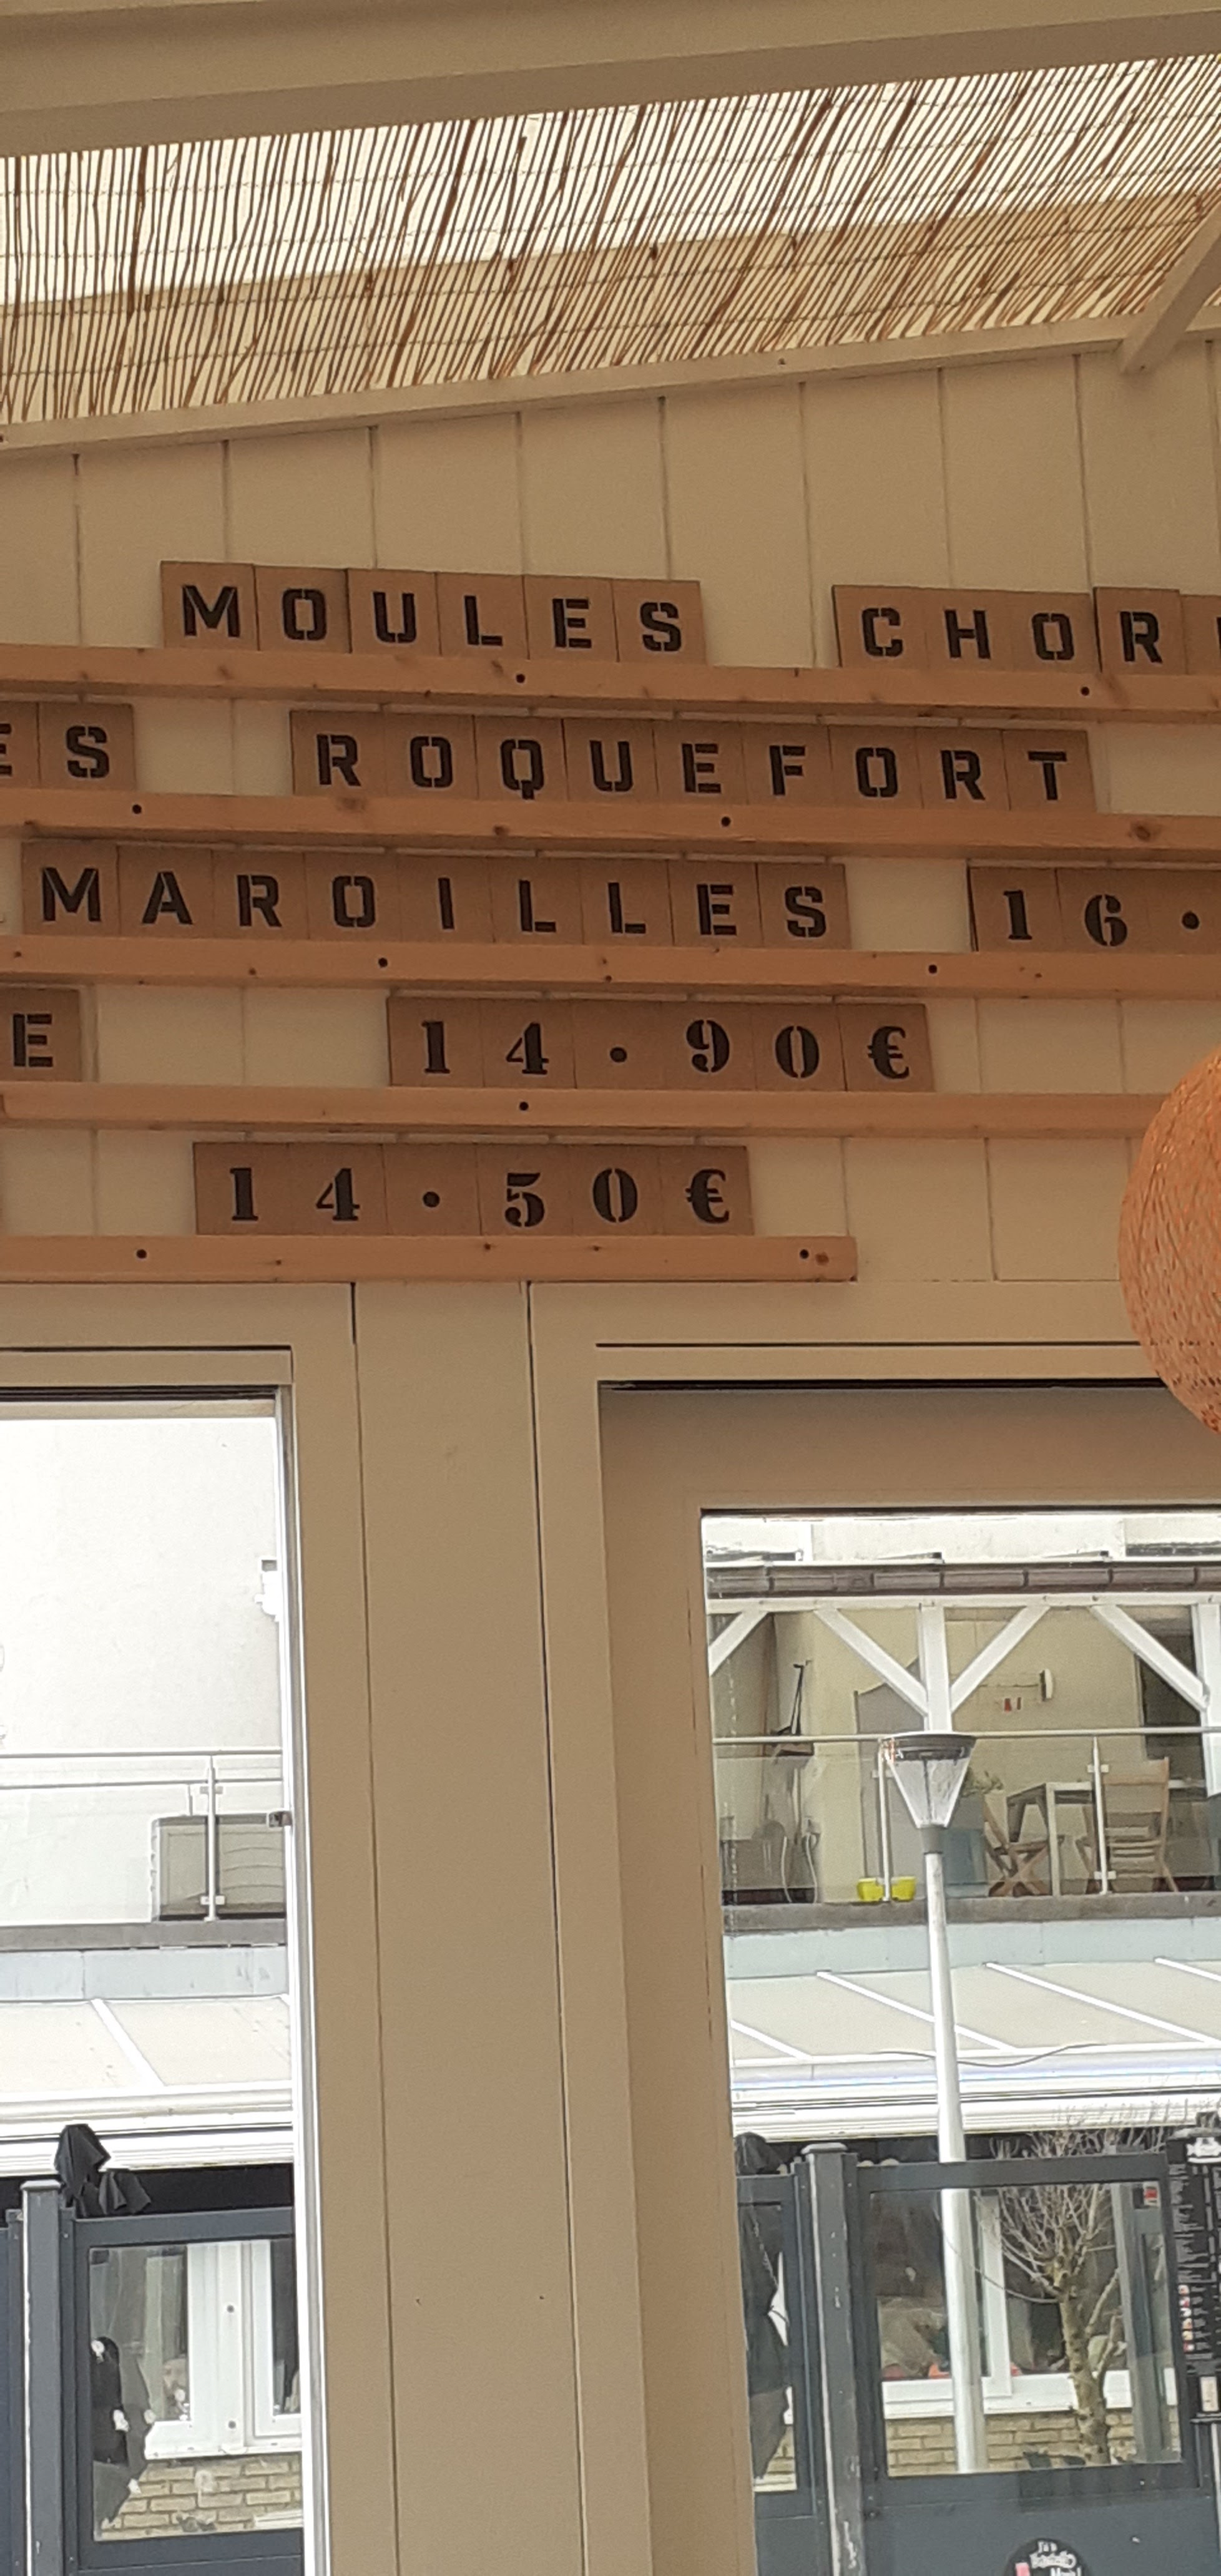 MOULES CHOR
ES ROQUEFORT
MAROILLES 16.
E 14.90€
14.50€